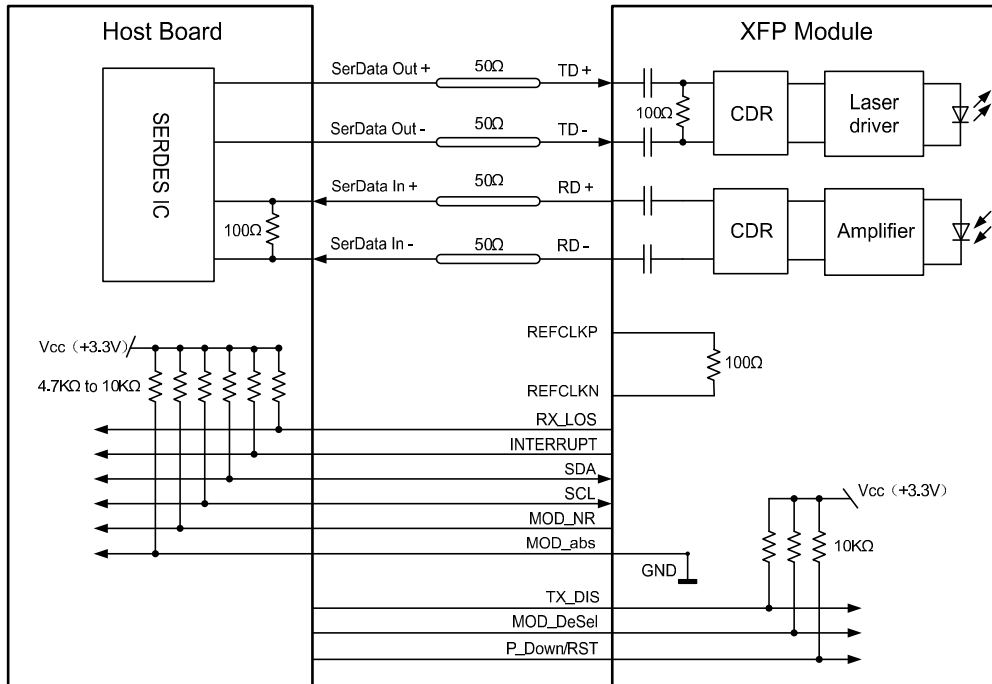 Host Board
XFP Module
SERDES IC
SerData Out +
50Ω
TD +
SerData Out -
50Ω
TD -
SerData In +
50Ω
RD +
SerData In -
50Ω
RD -
100Ω
100Ω
CDR
Laser
driver
CDR
Amplifier
REFCLKP
100Ω
REFCLKN
Vcc（+3.3V）
4.7KΩ to 10KΩ
RX_LOS
INTERRUPT
SDA
SCL
MOD_NR
MOD_abs
GND
Vcc（+3.3V）
10KΩ
TX_DIS
MOD_DeSel
P_Down/RST